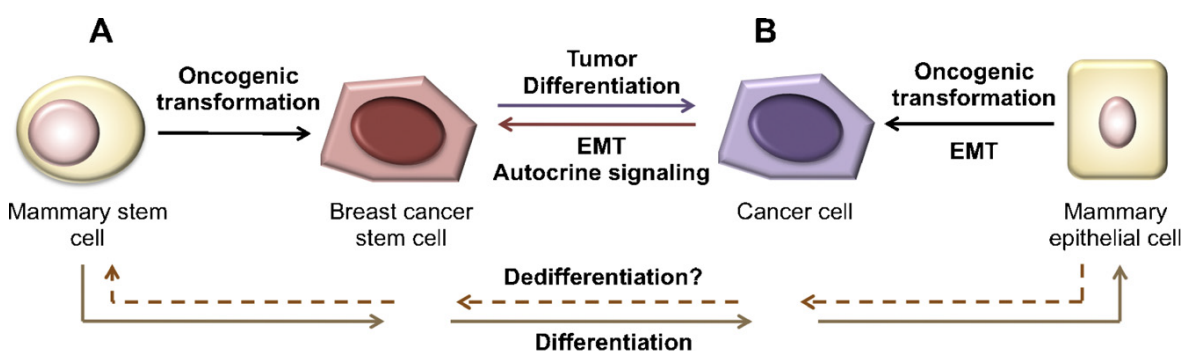 A
B
Oncogenic
transformation
Tumor
Differentiation
EMT
Autocrine signaling
Oncogenic
transformation
EMT
Mammary stem
cell
Breast cancer
stem cell
Cancer cell
Mammary
epithelial cell
Dedifferentiation?
Differentiation